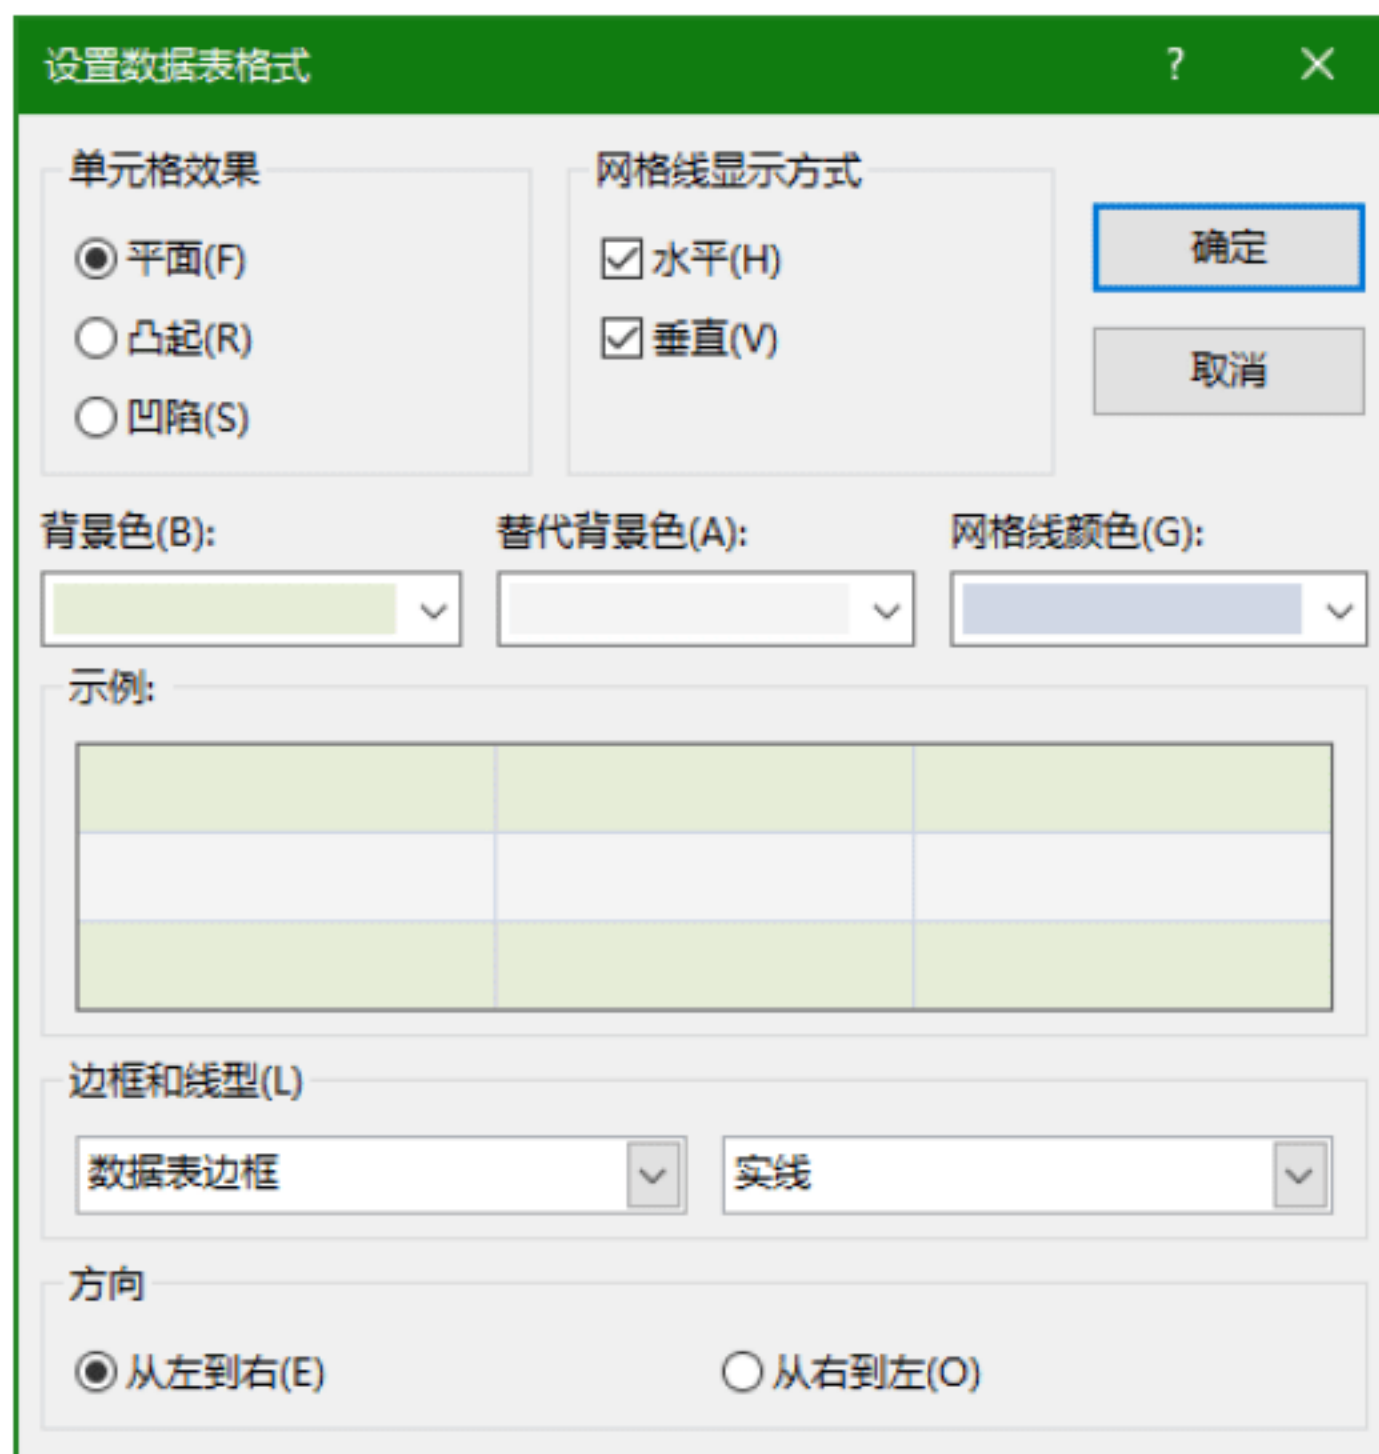 设置数据表格式 ?
单元格效果
平面(F)
凸起(R)
凹陷(S)
网格线显示方式
水平(H)
垂直(V)
确定
取消
背景色(B):
替代背景色(A):
网格线颜色(G):
示例:
边框和线型(L)
数据表边框
实线
方向
从左到右(E)
从右到左(O)